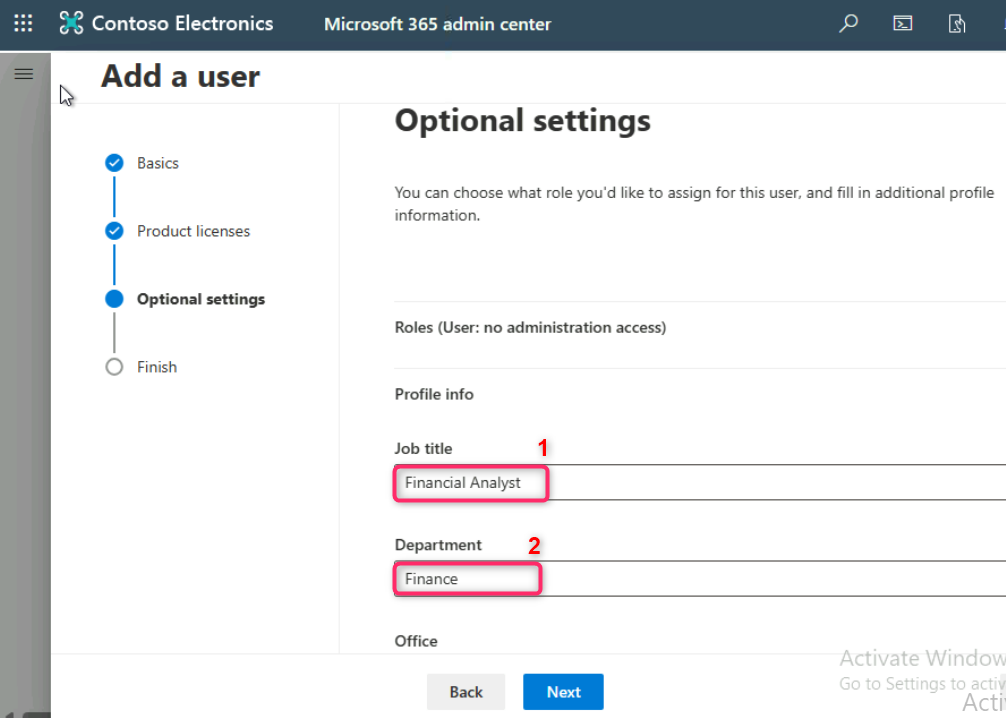 Contoso Electronics
Microsoft 365 admin center
Add a user
Basics
Product licenses
Optional settings
Finish
Optional settings
You can choose what role you'd like to assign for this user, and fill in additional profile
information.
Roles (User: no administration access)
Profile info
Job title
1
Financial Analyst
Department
2
Finance
Office
Back
Next
Activate Window
Go to Settings to activ
Acti